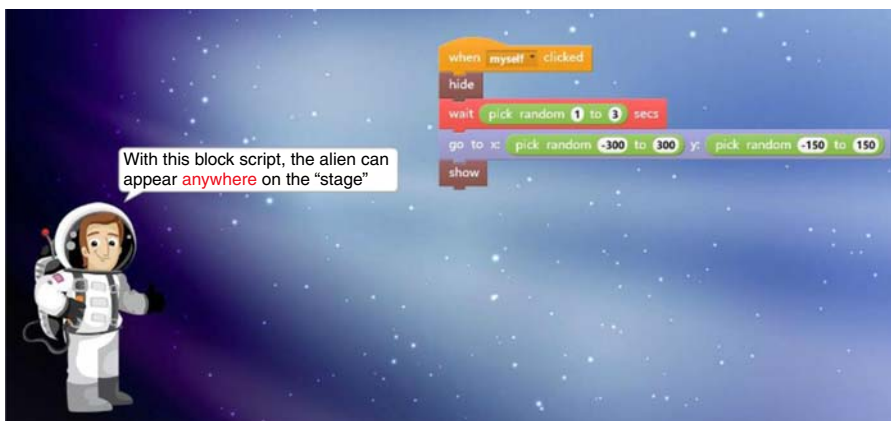 when myself clicked
hide
wait pick random 1 to 3 secs
go to x: pick random -300 to 300 y: pick random -150 to 150
show
With this block script, the alien can
appear anywhere on the “stage”